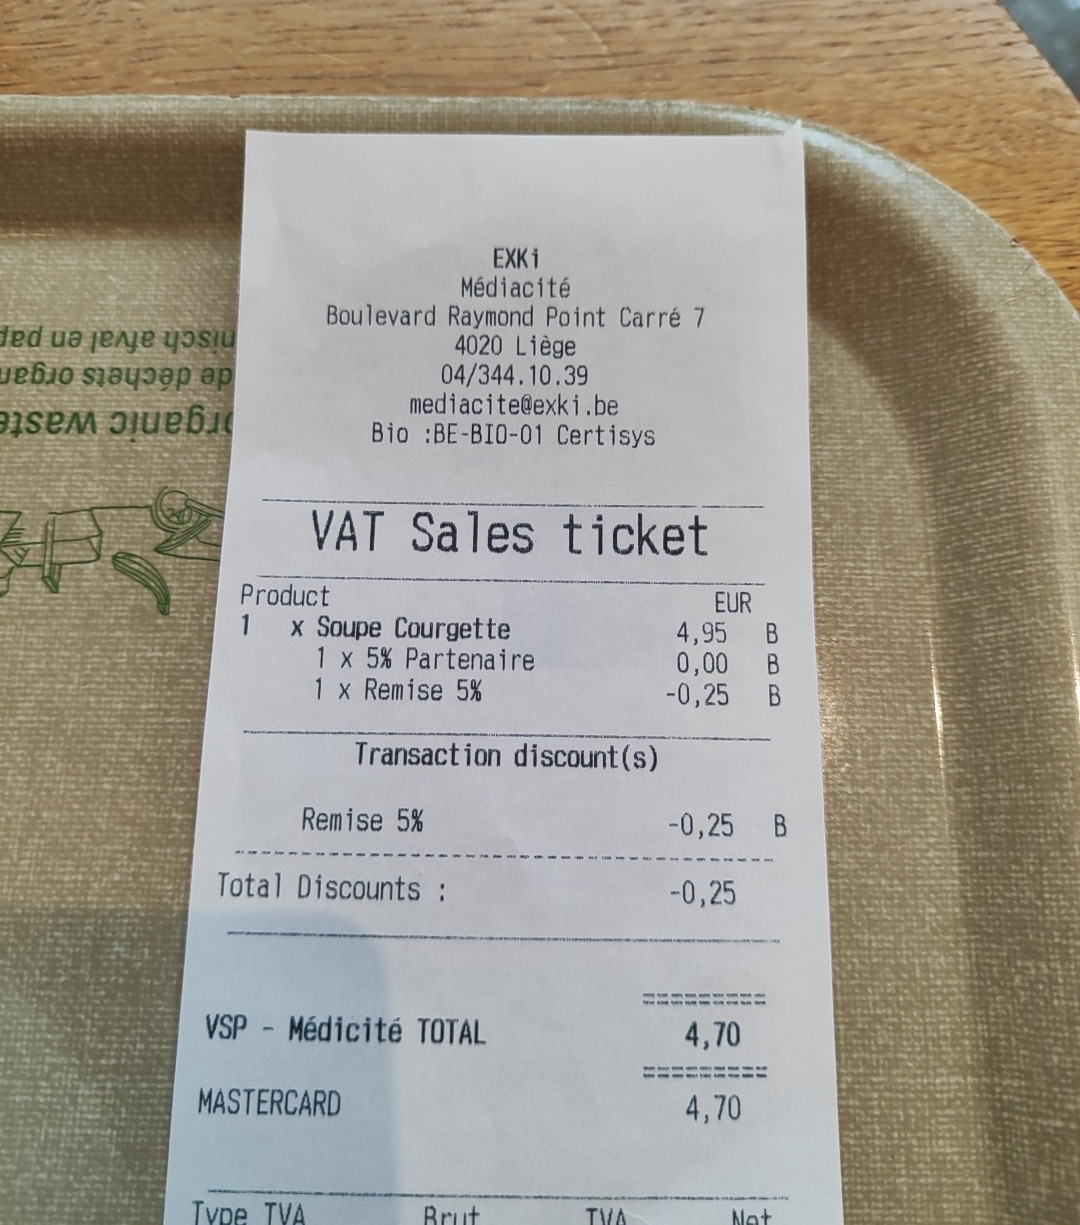 EXKi
Médiacité
Boulevard Raymond Point Carré 7
4020 Liège
04/344.10.39
mediacite@exki.be
Bio :BE-BIO-01 Certisys
VAT Sales ticket
Product EUR
1 x Soupe Courgette 4,95 B
1 x 5% Partenaire 0,00 B
1 x Remise 5% -0,25 B
Transaction discount(s)
Remise 5% -0,25 B
Total Discounts : -0,25
VSP - Médicité TOTAL 4,70
MASTERCARD 4,70
Type TVA Brut TVA Net
organic waste
de déchets organ
nisch afval en pap